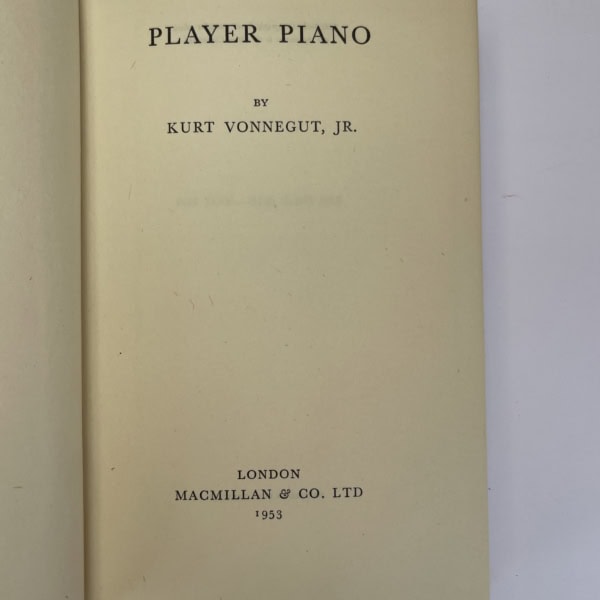 PLAYER PIANO
BY
KURT VONNEGUT, JR.
LONDON
MACMILLAN & CO. LTD
1953